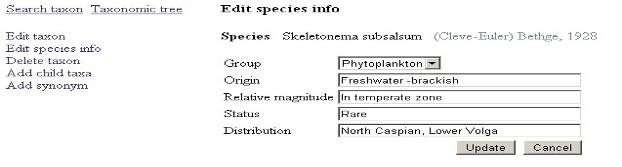 Search taxon Taxonomic tree
Edit taxon
Edit species info
Delete taxon
Add child taxa
Add synonym
Edit species info
Species Skeletonema subsalsum (Cleve-Euler) Bethge, 1928
Group Phytoplankton
Origin Freshwater -brackish
Relative magnitude In temperate zone
Status Rare
Distribution North Caspian, Lower Volga
Update Cancel